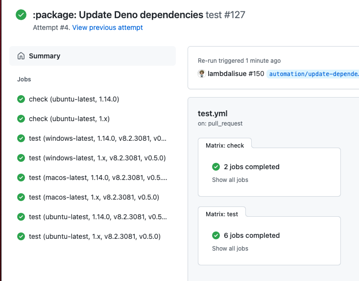 :package: Update Deno dependencies test #127
Attempt #4. View previous attempt
Summary
Jobs
check (ubuntu-latest, 1.14.0)
check (ubuntu-latest, 1.x)
test (windows-latest, 1.14.0, v8.2.3081, v0...
test (windows-latest, 1.x, v8.2.3081, v0.5.0)
test (macos-latest, 1.14.0, v8.2.3081, v0.5....
test (macos-latest, 1.x, v8.2.3081, v0.5.0)
test (ubuntu-latest, 1.14.0, v8.2.3081, v0.5...
test (ubuntu-latest, 1.x, v8.2.3081, v0.5.0)
Re-run triggered 1 minute ago
lambdalisue #150 automation/update-depende
test.yml
on: pull_request
Matrix: check
2 jobs completed
Show all jobs
Matrix: test
6 jobs completed
Show all jobs